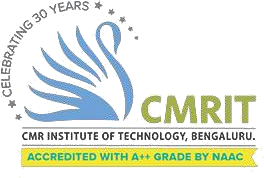 CELEBRATING 30 YEARS
CMRIT
CMR INSTITUTE OF TECHNOLOGY, BENGALURU.
ACCREDITED WITH A++ GRADE BY NAAC